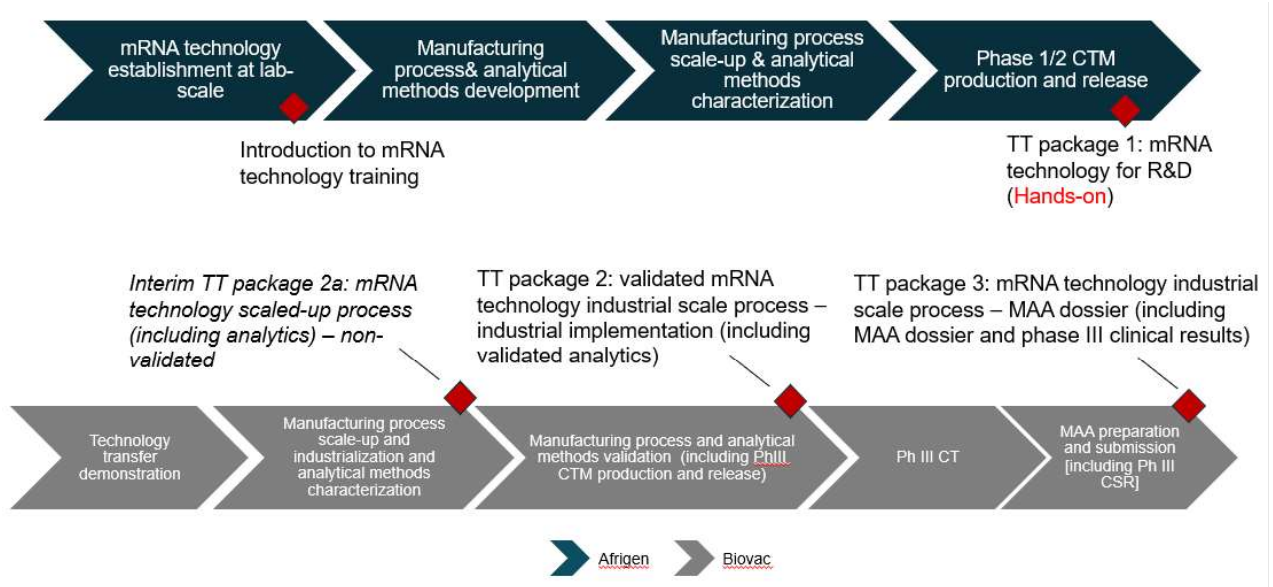 mRNA technology
establishment at lab-
scale
Manufacturing
process& analytical
methods development
Manufacturing process
scale-up & analytical
methods
characterization
Phase 1/2 CTM
production and release
Introduction to mRNA
technology training
TT package 1: mRNA
technology for R&D
(Hands-on)
Interim TT package 2a: mRNA
technology scaled-up process
(including analytics) – non-
validated
TT package 2: validated mRNA
technology industrial scale process –
industrial implementation (including
validated analytics)
TT package 3: mRNA technology industrial
scale process – MAA dossier (including
MAA dossier and phase III clinical results)
Technology
transfer
demonstration
Manufacturing process
scale-up and
industrialization and
analytical methods
characterization
Manufacturing process and analytical
methods validation (including PhIII
CTM production and release)
Ph III CT
MAA preparation
and submission
[including Ph III
CSR]
Afrigen
Biovac